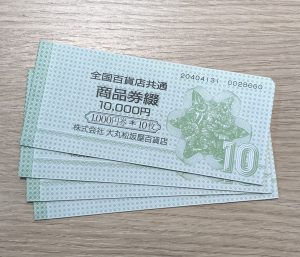 全国百貨店共通
20404131 0028660
商品券綴
10,000円
1,000円券＊10枚
株式会社 大丸松坂屋百貨店
10